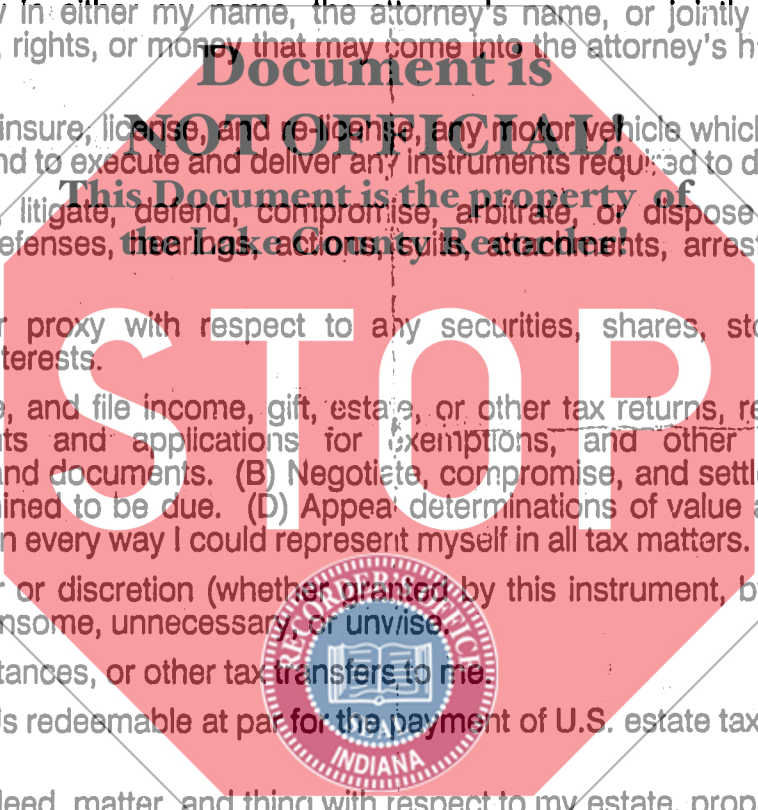 y in either my name, the attorney's name, or jointly
, rights, or money that may come into the attorney's h
Document is
NOT OFFICIAL!
insure, license, and re-license, any motor vehicle whic
nd to execute and deliver any instruments required to d
This Document is the property of
, litigate, defend, compromise, arbitrate, or dispose
the Lake County Recorder!
efenses, hearings, actions, suits, attachments, arrest
r proxy with respect to any securities, shares, sto
terests.
STOP
e, and file income, gift, estate, or other tax returns, re
ts and applications for exemptions, and other
and documents. (B) Negotiate, compromise, and settl
ined to be due. (D) Appeal determinations of value a
n every way I could represent myself in all tax matters.
r or discretion (whether granted by this instrument, b
nsome, unnecessary, or unwise.
RECORDER'S OFFICE
tances, or other tax transfers to me.
s redeemable at par for the payment of U.S. estate tax
INDIANA
deed, matter, and thing with respect to my estate, prop